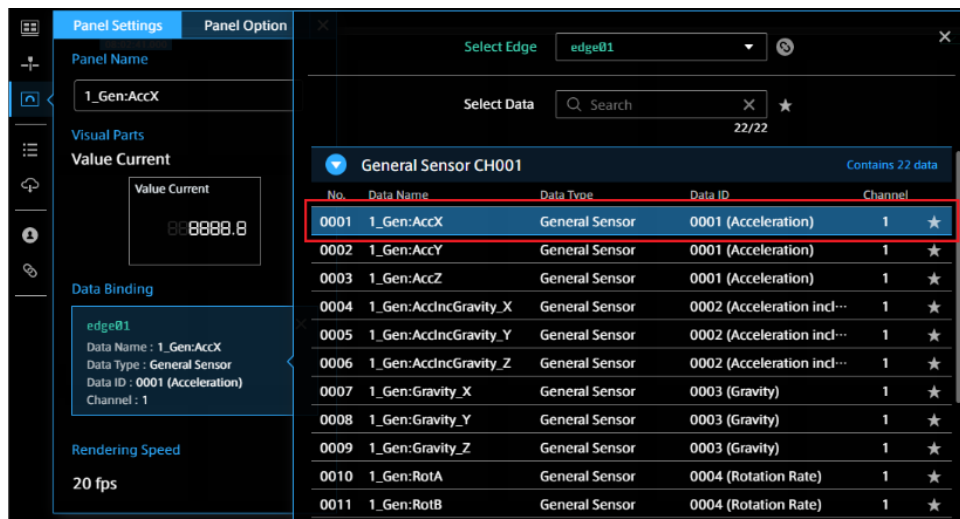 Panel Settings
Panel Option
Panel Name
1_Gen:AccX
Visual Parts
Value Current
Value Current
8888.8
Data Binding
edge01
Data Name : 1_Gen:AccX
Data Type : General Sensor
Data ID : 0001 (Acceleration)
Channel : 1
Rendering Speed
20 fps
Select Edge edge01
Select Data Search
22/22
General Sensor CH001 Contains 22 data
No. Data Name Data Type Data ID Channel
0001 1_Gen:AccX General Sensor 0001 (Acceleration) 1
0002 1_Gen:AccY General Sensor 0001 (Acceleration) 1
0003 1_Gen:AccZ General Sensor 0001 (Acceleration) 1
0004 1_Gen:AccIncGravity_X General Sensor 0002 (Acceleration incl··· 1
0005 1_Gen:AccIncGravity_Y General Sensor 0002 (Acceleration incl··· 1
0006 1_Gen:AccIncGravity_Z General Sensor 0002 (Acceleration incl··· 1
0007 1_Gen:Gravity_X General Sensor 0003 (Gravity) 1
0008 1_Gen:Gravity_Y General Sensor 0003 (Gravity) 1
0009 1_Gen:Gravity_Z General Sensor 0003 (Gravity) 1
0010 1_Gen:RotA General Sensor 0004 (Rotation Rate) 1
0011 1_Gen:RotB General Sensor 0004 (Rotation Rate) 1